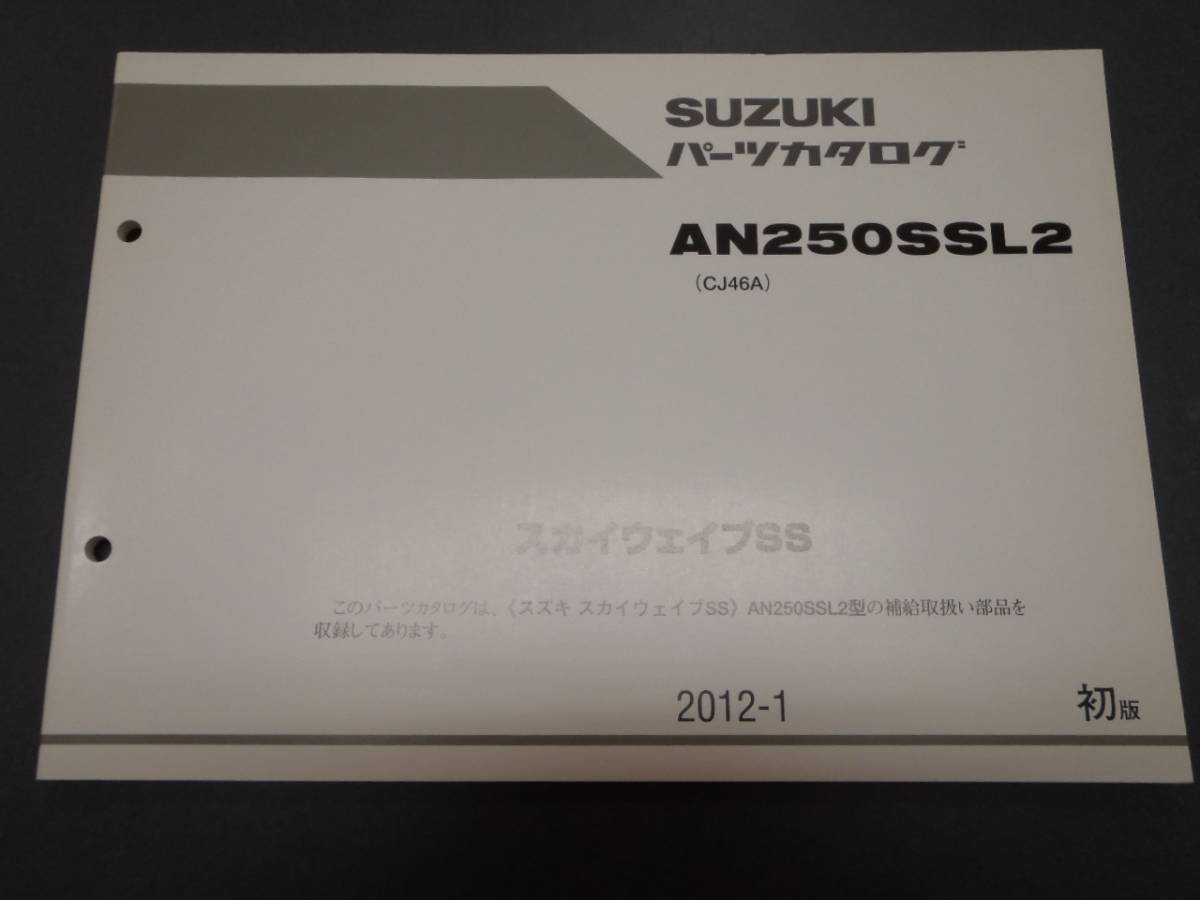 SUZUKI
パーツカタログ
AN250SSL2
（CJ46A）
スカイウェイブSS
このパーツカタログは、《スズキ スカイウェイブSS》AN250SSL2型の補給取扱い部品を
収録してあります。
2012-1
初版